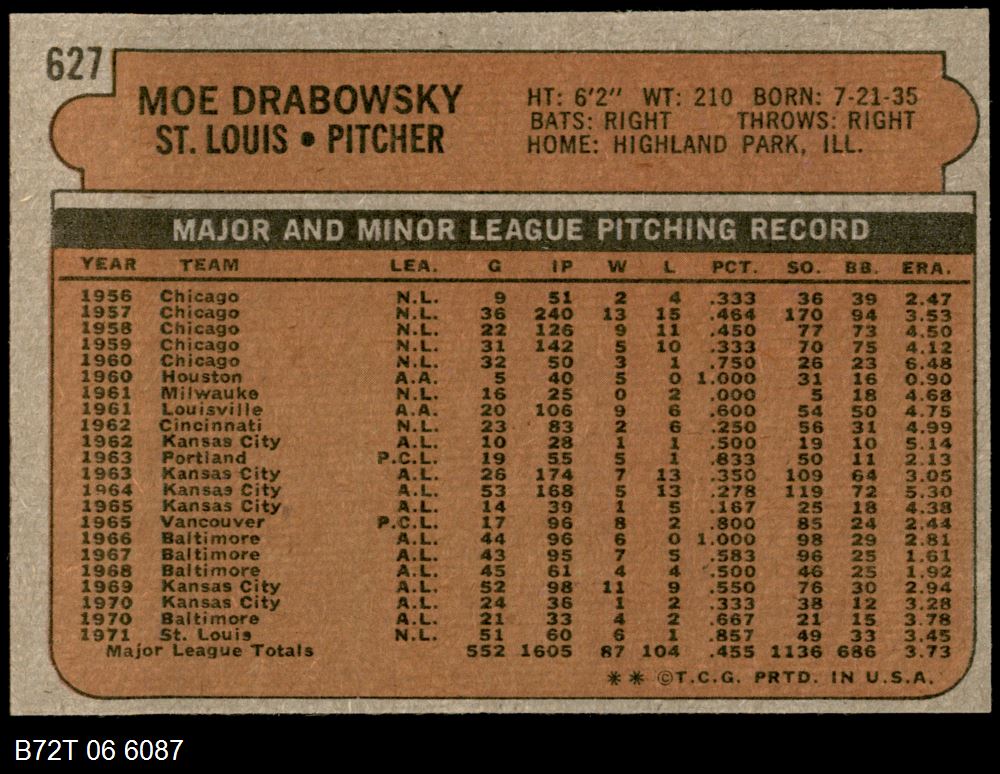 627
MOE DRABOWSKY
ST. LOUIS • PITCHER
HT: 6'2" WT: 210 BORN: 7-21-35
BATS: RIGHT THROWS: RIGHT
HOME: HIGHLAND PARK, ILL.
MAJOR AND MINOR LEAGUE PITCHING RECORD
YEAR TEAM LEA. G IP W L PCT. SO. BB. ERA.
1956 Chicago N.L. 9 51 2 4 .333 36 39 2.47
1957 Chicago N.L. 36 240 13 15 .464 170 94 3.53
1958 Chicago N.L. 22 126 9 11 .450 77 73 4.50
1959 Chicago N.L. 31 142 5 10 .333 70 75 4.12
1960 Chicago N.L. 32 50 3 1 .750 26 23 6.48
1960 Houston A.A. 5 40 5 0 1.000 31 16 0.90
1961 Milwauke N.L. 16 25 0 2 .000 5 18 4.68
1961 Louisville A.A. 20 106 9 6 .600 54 50 4.75
1962 Cincinnati N.L. 23 83 2 6 .250 56 31 4.99
1962 Kansas City A.L. 10 28 1 1 .500 19 10 5.14
1963 Portland P.C.L. 19 55 5 1 .833 50 11 2.13
1963 Kansas City A.L. 26 174 7 13 .350 109 64 3.05
1964 Kansas City A.L. 53 168 5 13 .278 119 72 5.30
1965 Kansas City A.L. 14 39 1 5 .167 25 18 4.38
1965 Vancouver P.C.L. 17 96 8 2 .800 85 24 2.44
1966 Baltimore A.L. 44 96 6 0 1.000 98 29 2.81
1967 Baltimore A.L. 43 95 7 5 .583 96 25 1.61
1968 Baltimore A.L. 45 61 4 4 .500 46 25 1.92
1969 Kansas City A.L. 52 98 11 9 .550 76 30 2.94
1970 Kansas City A.L. 24 36 1 2 .333 38 12 3.28
1970 Baltimore A.L. 21 33 4 2 .667 21 15 3.78
1971 St. Louis N.L. 51 60 6 1 .857 49 33 3.45
Major League Totals 552 1605 87 104 .455 1136 686 3.73
** ©T.C.G. PRTD. IN U.S.A.
B72T 06 6087